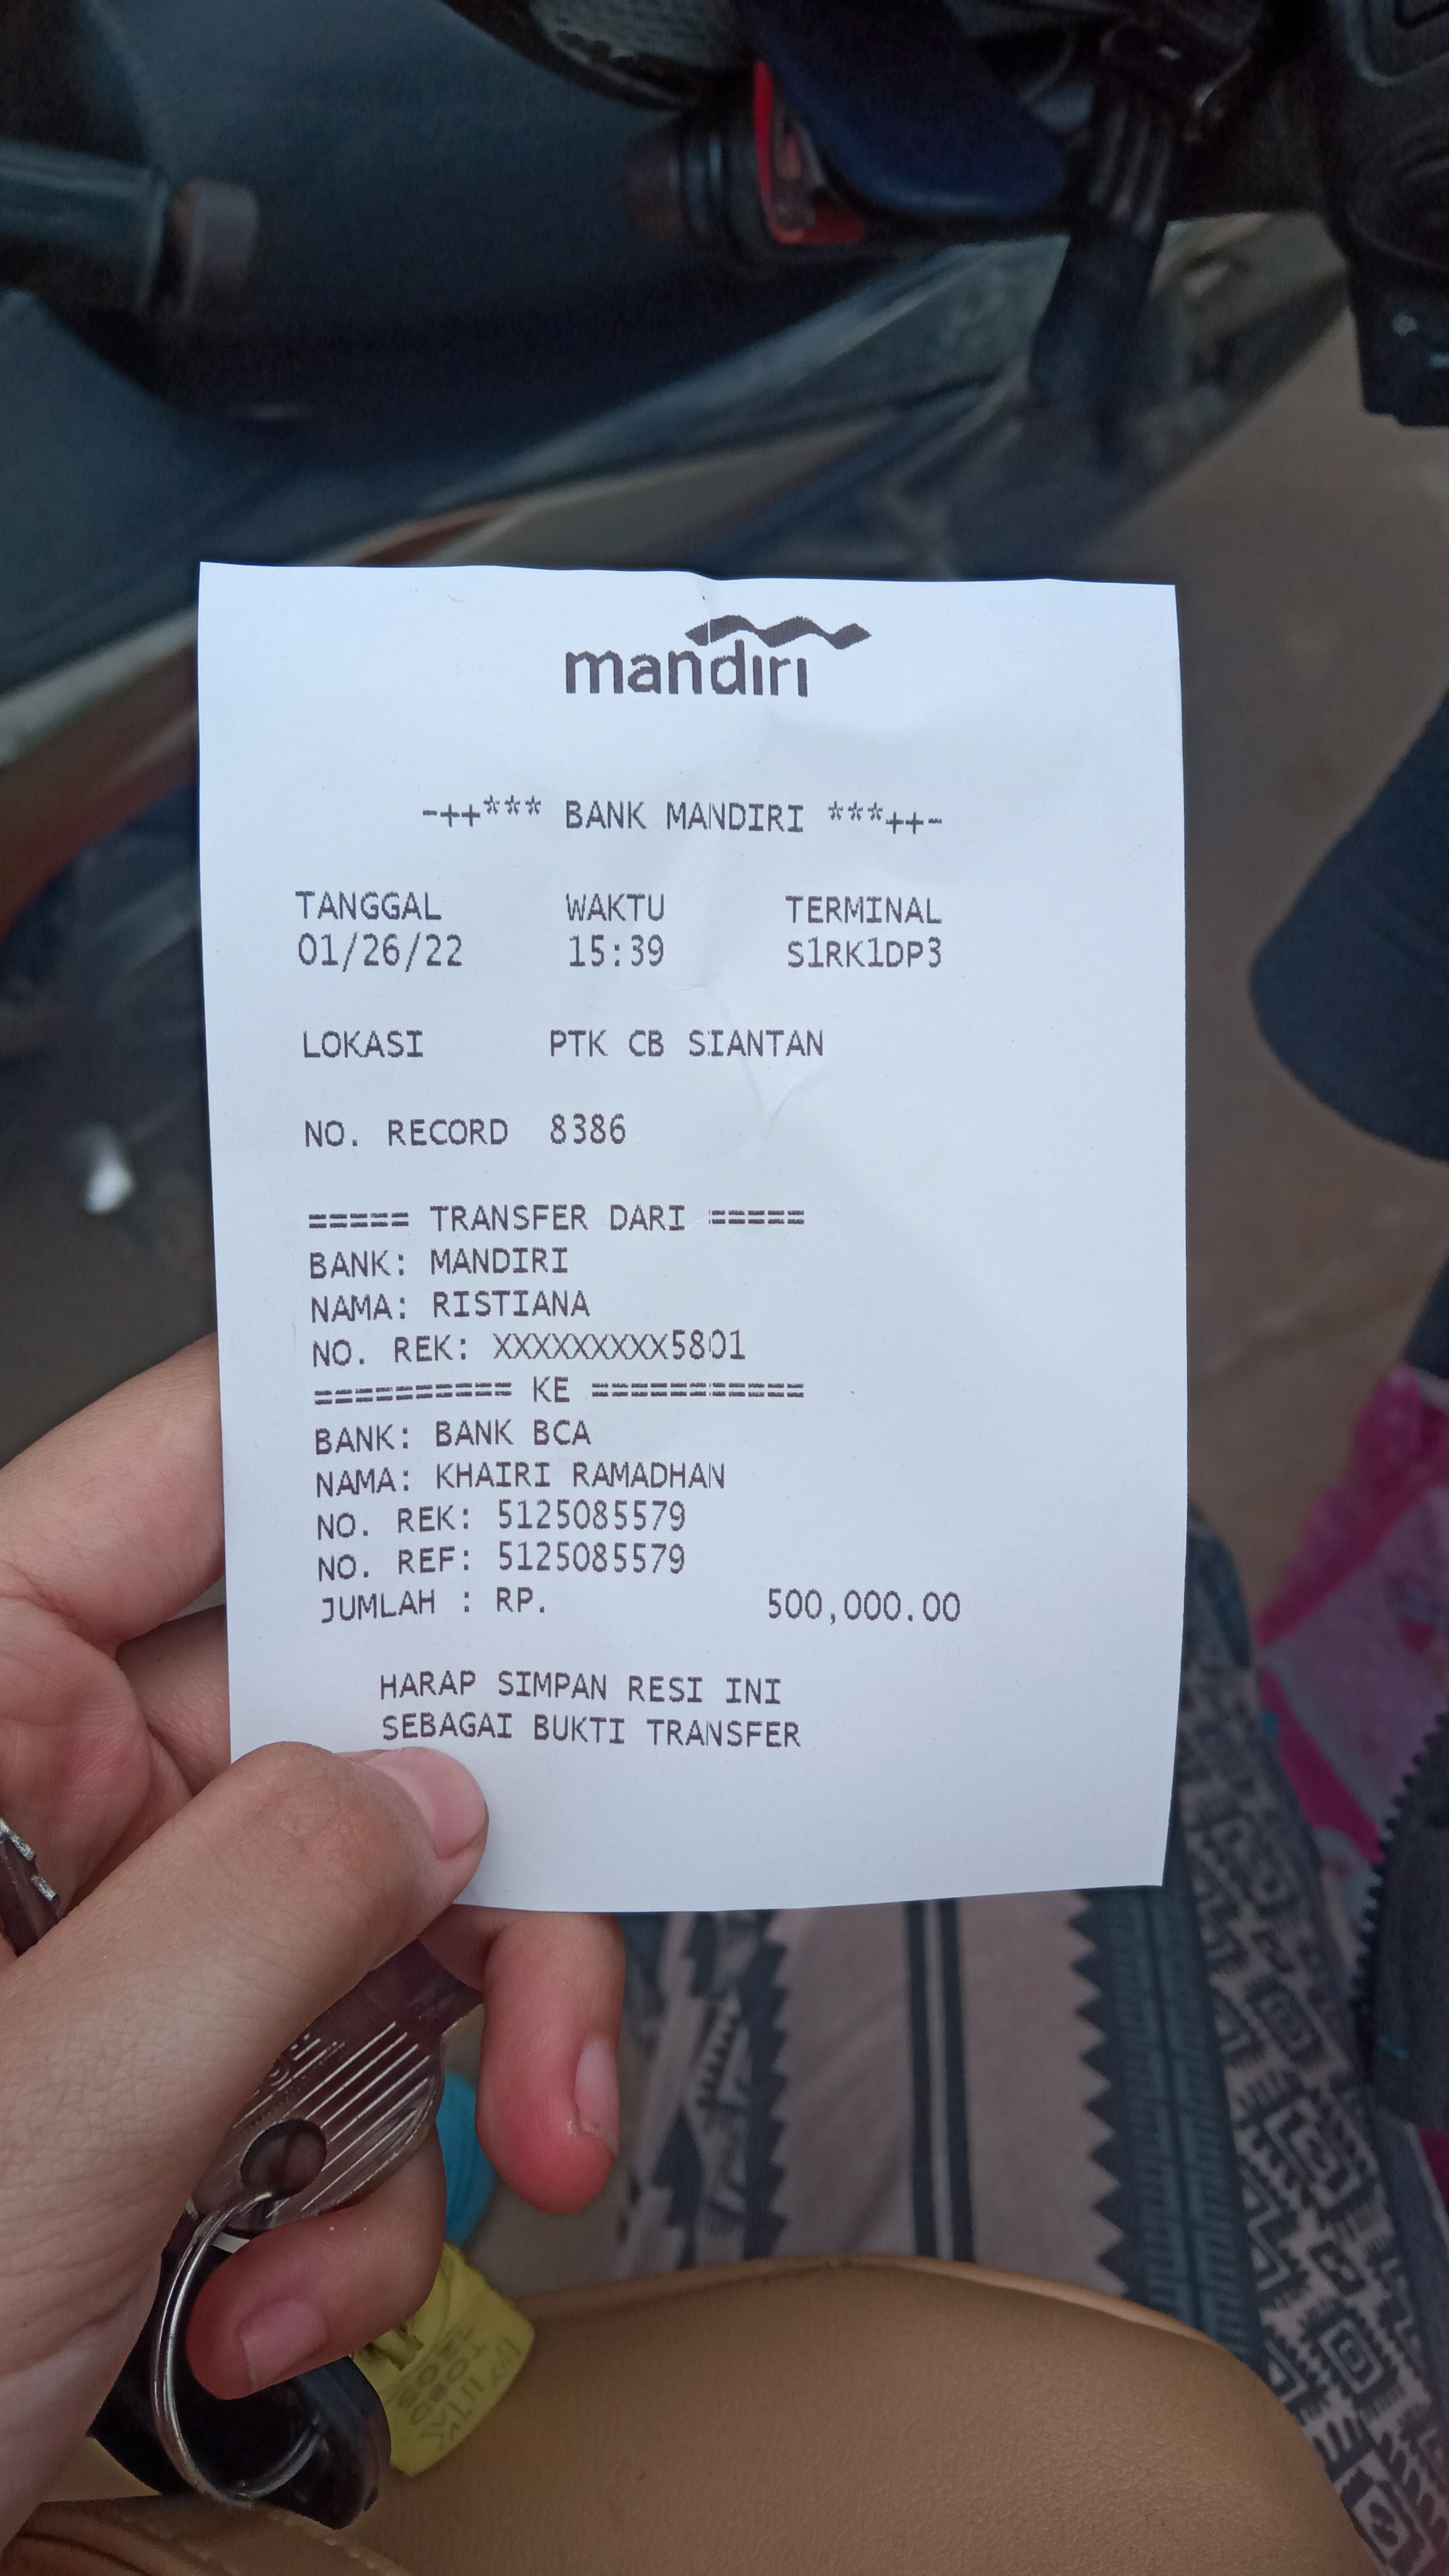 mandiri
-++*** BANK MANDIRI ***++-
TANGGAL WAKTU TERMINAL
01/26/22 15:39 S1RK1DP3
LOKASI PTK CB SIANTAN
NO. RECORD 8386
===== TRANSFER DARI =====
BANK: MANDIRI
NAMA: RISTIANA
NO. REK: XXXXXXXXX5801
========== KE ===========
BANK: BANK BCA
NAMA: KHAIRI RAMADHAN
NO. REK: 5125085579
NO. REF: 5125085579
JUMLAH : RP. 500,000.00
HARAP SIMPAN RESI INI
SEBAGAI BUKTI TRANSFER